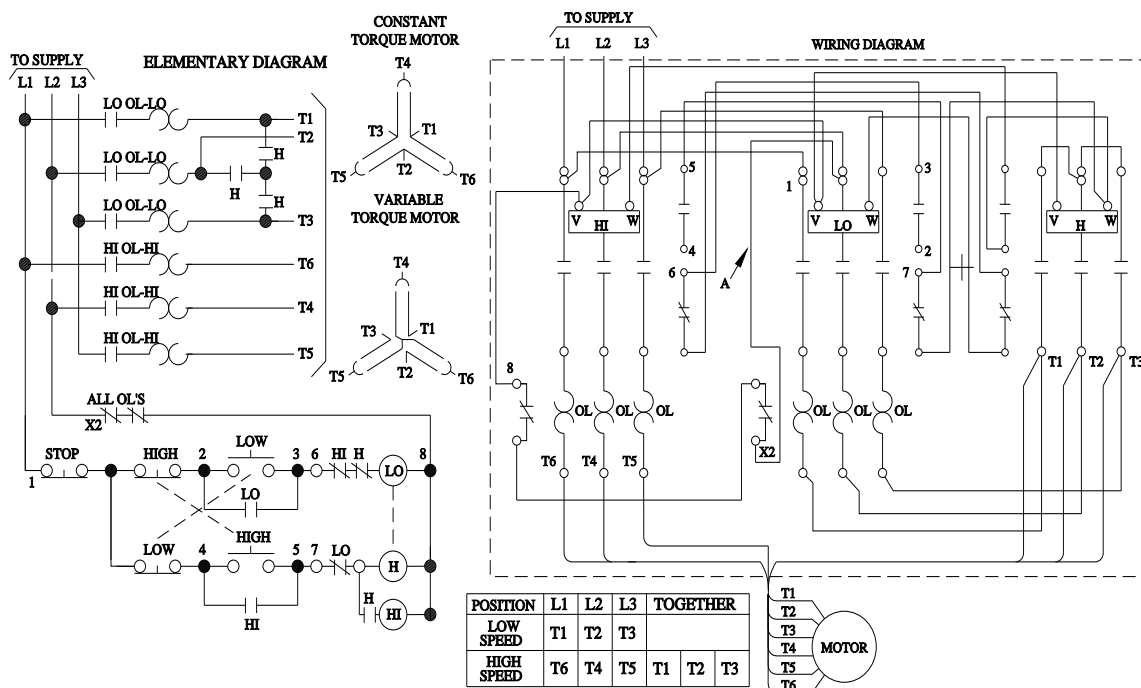 TO SUPPLY
L1 L2 L3
ELEMENTARY DIAGRAM
LO OL-LO
T1
T2
H
LO OL-LO
H
H
LO OL-LO
T3
HI OL-HI
T6
HI OL-HI
T4
HI OL-HI
T5
ALL OL'S
X2
STOP
1
HIGH
2
LOW
3
6
HI
H
LO
8
LO
LOW
4
HIGH
5
7
LO
H
HI
H
HI
CONSTANT
TORQUE MOTOR
T4
T3
T1
T2
T5
T6
VARIABLE
TORQUE MOTOR
T4
T3
T1
T2
T5
T6
TO SUPPLY
L1 L2 L3
WIRING DIAGRAM
5
1
3
V
HI
W
V
LO
W
V
H
W
4
2
6
A
7
8
T1
T2
T3
OL
OL
OL
OL
OL
OL
X2
T6
T4
T5
POSITION L1 L2 L3 TOGETHER
LOW
SPEED
T1 T2 T3
HIGH
SPEED
T6 T4 T5 T1 T2 T3
T1
T2
T3
T4
T5
T6
MOTOR